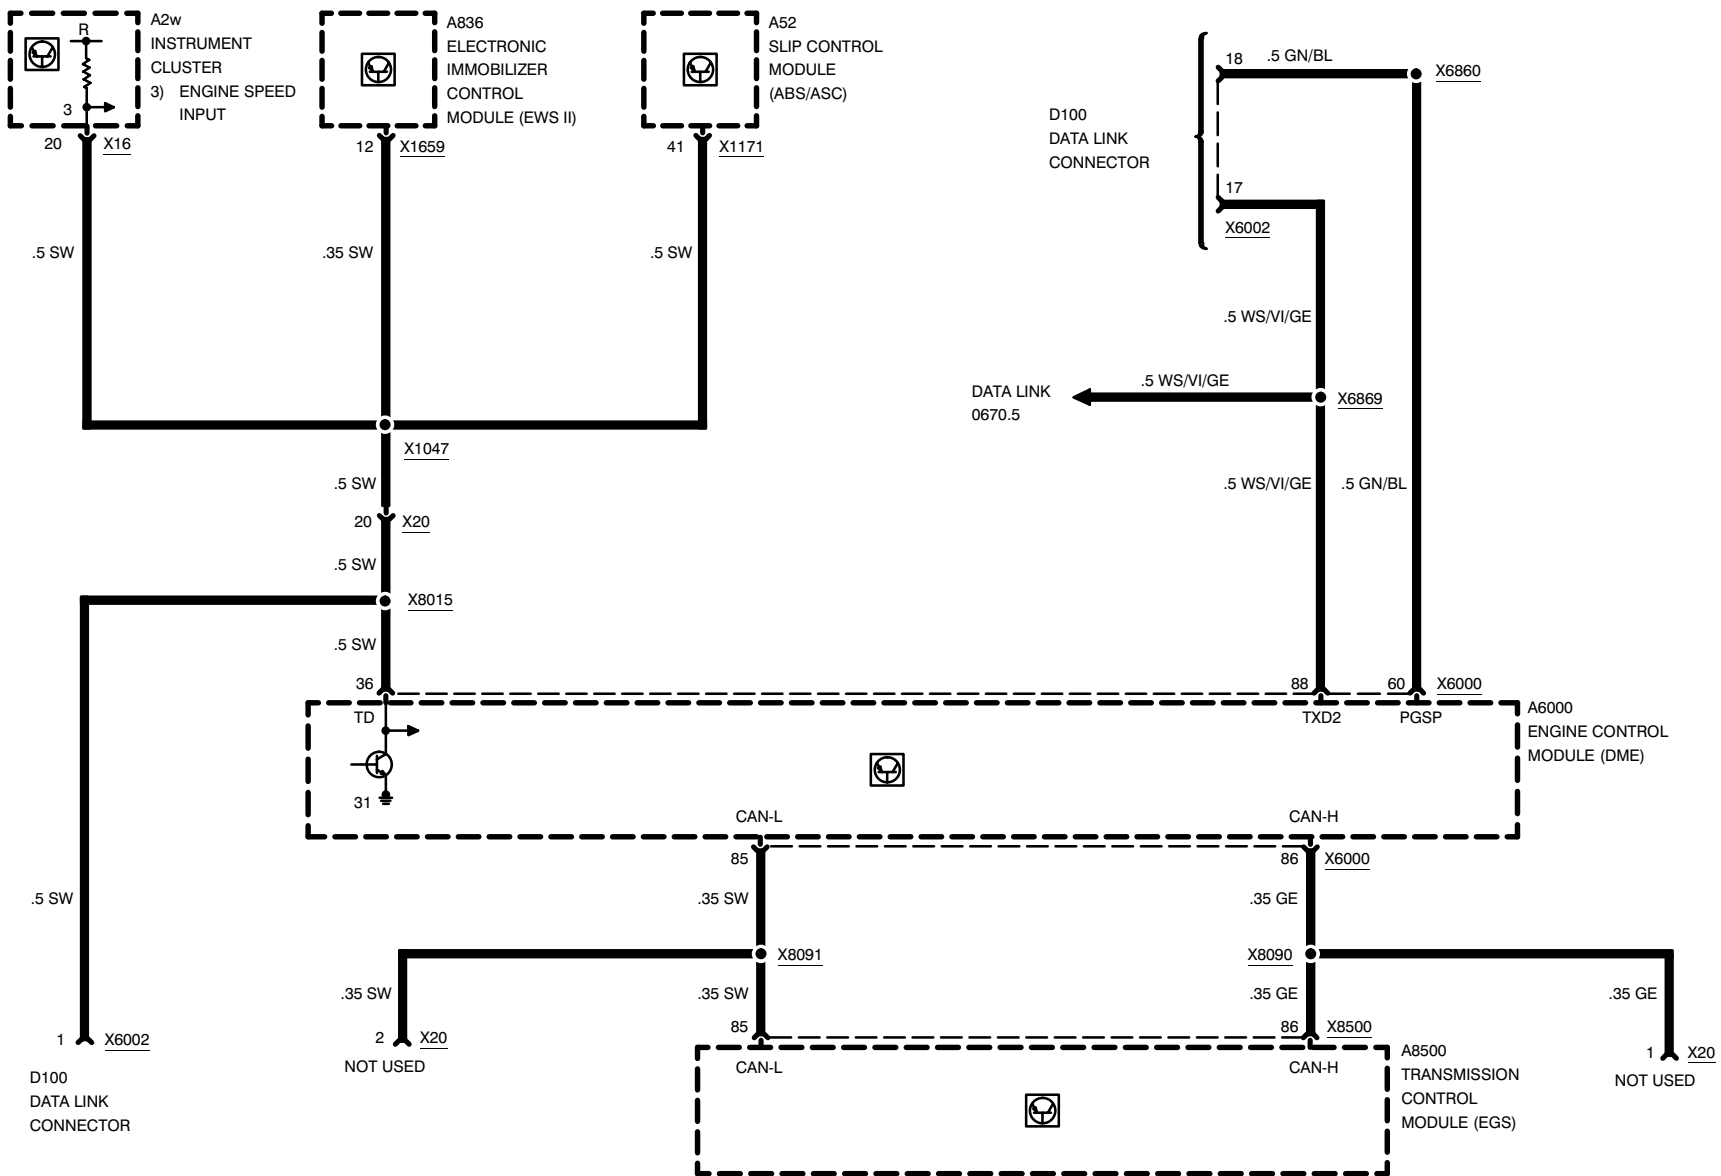 A2w
INSTRUMENT
CLUSTER
3) ENGINE SPEED
INPUT
R
3
20 X16
A836
ELECTRONIC
IMMOBILIZER
CONTROL
MODULE (EWS II)
12 X1659
A52
SLIP CONTROL
MODULE
(ABS/ASC)
41 X1171
D100
DATA LINK
CONNECTOR
18
.5 GN/BL
X6860
17
X6002
.5 SW
.35 SW
.5 SW
.5 WS/VI/GE
DATA LINK
0670.5
.5 WS/VI/GE
X6869
X1047
.5 SW
.5 WS/VI/GE
.5 GN/BL
20 X20
.5 SW
X8015
.5 SW
36
88
60
X6000
TD
TXD2
PGSP
A6000
ENGINE CONTROL
MODULE (DME)
31
CAN-L
CAN-H
85
86
X6000
.5 SW
.35 SW
.35 GE
X8091
X8090
.35 SW
.35 SW
.35 GE
.35 GE
1 X6002
D100
DATA LINK
CONNECTOR
2 X20
NOT USED
85
86
X8500
CAN-L
CAN-H
A8500
TRANSMISSION
CONTROL
MODULE (EGS)
1 X20
NOT USED